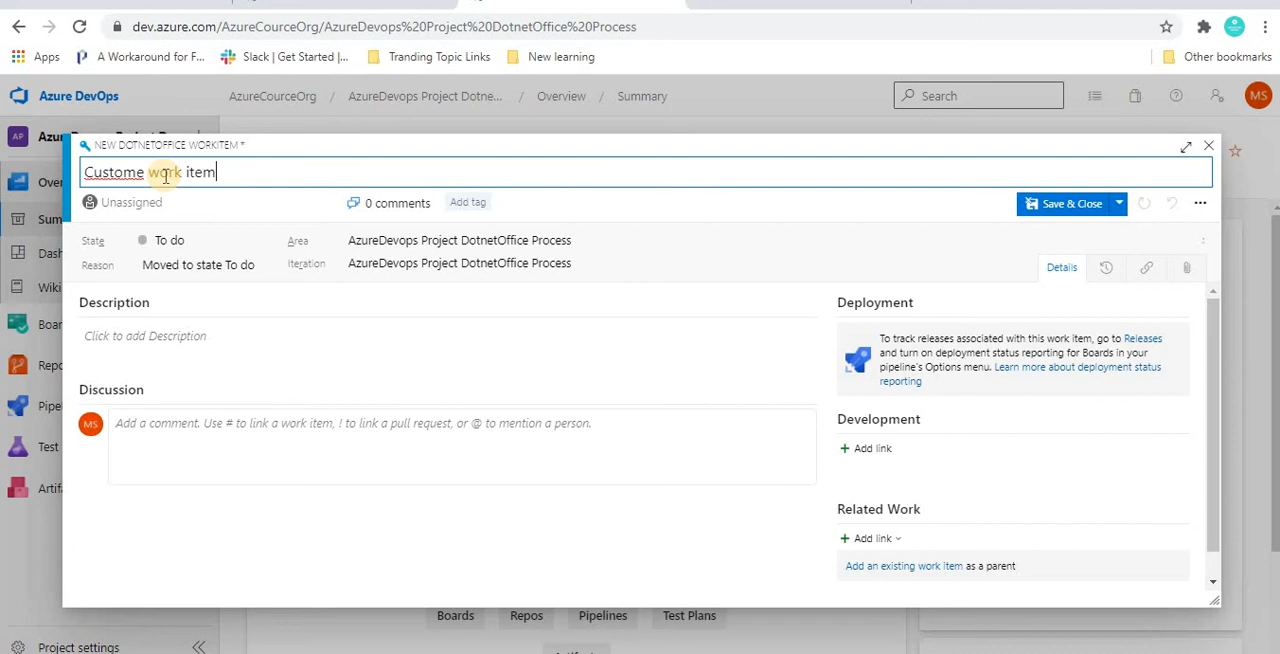 dev.azure.com/AzureCourceOrg/AzureDevops%20Project%20DotnetOffice%20Process
Apps A Workaround for F... Slack | Get Started |... Tranding Topic Links New learning Other bookmarks
Azure DevOps AzureCourceOrg / AzureDevops Project Dotne... / Overview / Summary Search MS
AP
NEW DOTNETOFFICE WORKITEM *
Custome work item
Unassigned 0 comments Add tag Save & Close
State To do Area AzureDevops Project DotnetOffice Process
Reason Moved to state To do Iteration AzureDevops Project DotnetOffice Process
Details
Description Deployment
Click to add Description
To track releases associated with this work item, go to Releases
and turn on deployment status reporting for Boards in your
pipeline's Options menu. Learn more about deployment status
reporting
Discussion
MS Add a comment. Use # to link a work item, ! to link a pull request, or @ to mention a person.
Development
Add link
Related Work
Add link
Add an existing work item as a parent
Test
Boards Repos Pipelines Test Plans
Project settings